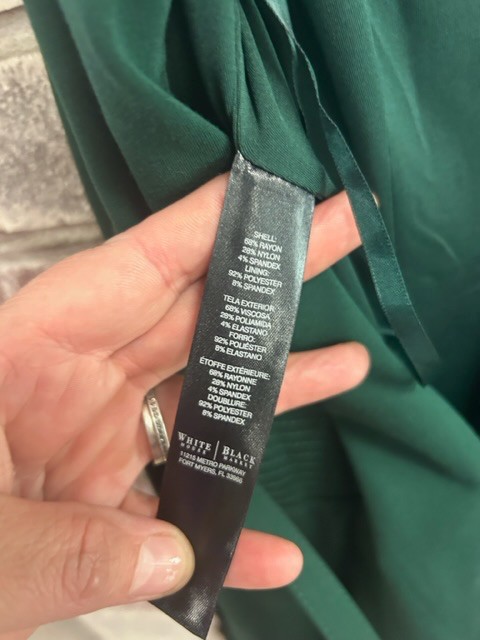 SHELL:
68% RAYON
28% NYLON
4% SPANDEX
LINING:
92% POLYESTER
8% SPANDEX
TELA EXTERIOR:
68% VISCOSA
28% POLIAMIDA
4% ELASTANO
FORRO:
92% POLIÉSTER
8% ELASTANO
ÉTOFFE EXTÉRIEURE:
68% RAYONNE
28% NYLON
4% SPANDEX
DOUBLURE:
92% POLYESTER
8% SPANDEX
WHITE | BLACK
HOUSE | MARKET
11215 METRO PARKWAY
FORT MYERS, FL 33966